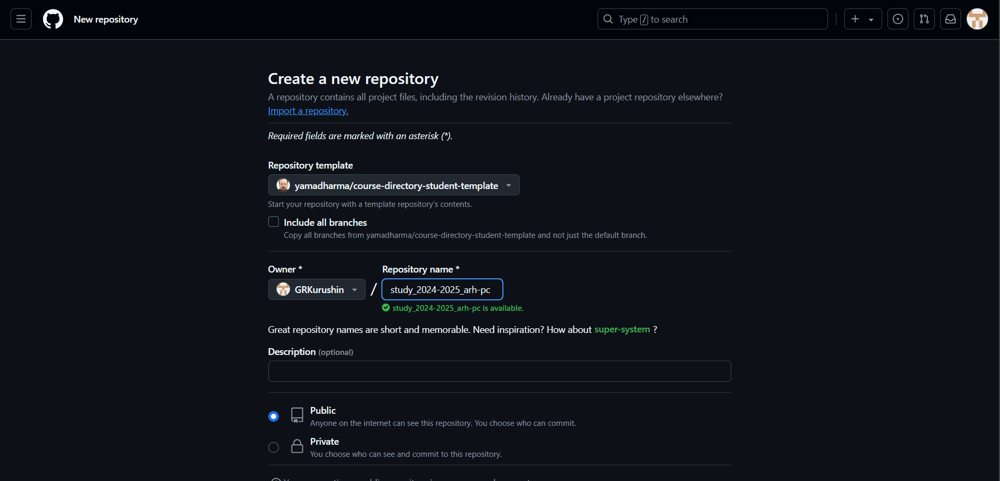 New repository
Type / to search
Create a new repository
A repository contains all project files, including the revision history. Already have a project repository elsewhere?
Import a repository.
Required fields are marked with an asterisk (*).
Repository template
yamadharma/course-directory-student-template
Start your repository with a template repository's contents.
Include all branches
Copy all branches from yamadharma/course-directory-student-template and not just the default branch.
Owner *
Repository name *
GRKurushin / study_2024-2025_arh-pc
study_2024-2025_arh-pc is available.
Great repository names are short and memorable. Need inspiration? How about super-system ?
Description (optional)
Public
Anyone on the internet can see this repository. You choose who can commit.
Private
You choose who can see and commit to this repository.